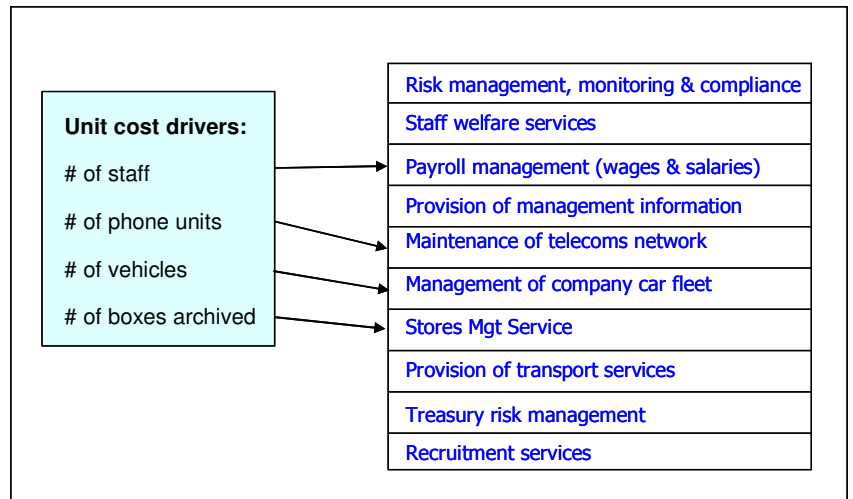 Unit cost drivers:
# of staff
# of phone units
# of vehicles
# of boxes archived
Risk management, monitoring & compliance
Staff welfare services
Payroll management (wages & salaries)
Provision of management information
Maintenance of telecoms network
Management of company car fleet
Stores Mgt Service
Provision of transport services
Treasury risk management
Recruitment services